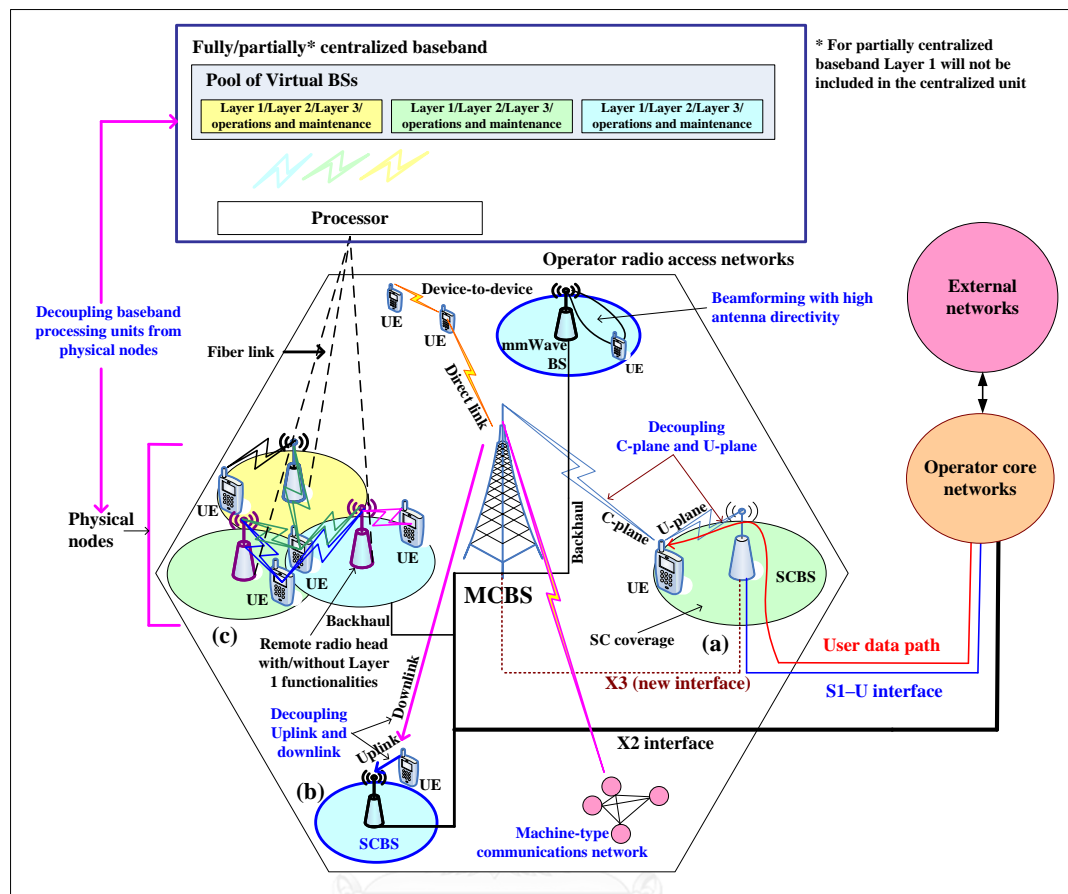 Fully/partially* centralized baseband
Pool of Virtual BSs
Layer 1/Layer 2/Layer 3/
operations and maintenance
Layer 1/Layer 2/Layer 3/
operations and maintenance
Layer 1/Layer 2/Layer 3/
operations and maintenance
Processor
* For partially centralized
baseband Layer 1 will not be
included in the centralized unit
Operator radio access networks
Decoupling baseband
processing units from
physical nodes
Fiber link
Device-to-device
UE
UE
Direct link
mmWave
BS
UE
Beamforming with high
antenna directivity
External
networks
Operator core
networks
Decoupling
C-plane and U-plane
C-plane
U-plane
Backhaul
UE
SCBS
SC coverage
(a)
MCBS
Physical
nodes
UE
UE
UE
UE
(c)
Backhaul
Remote radio head
with/without Layer
1 functionalities
User data path
X3 (new interface)
S1–U interface
X2 interface
Downlink
Decoupling
Uplink and
downlink
Uplink
UE
(b)
SCBS
Machine-type
communications network